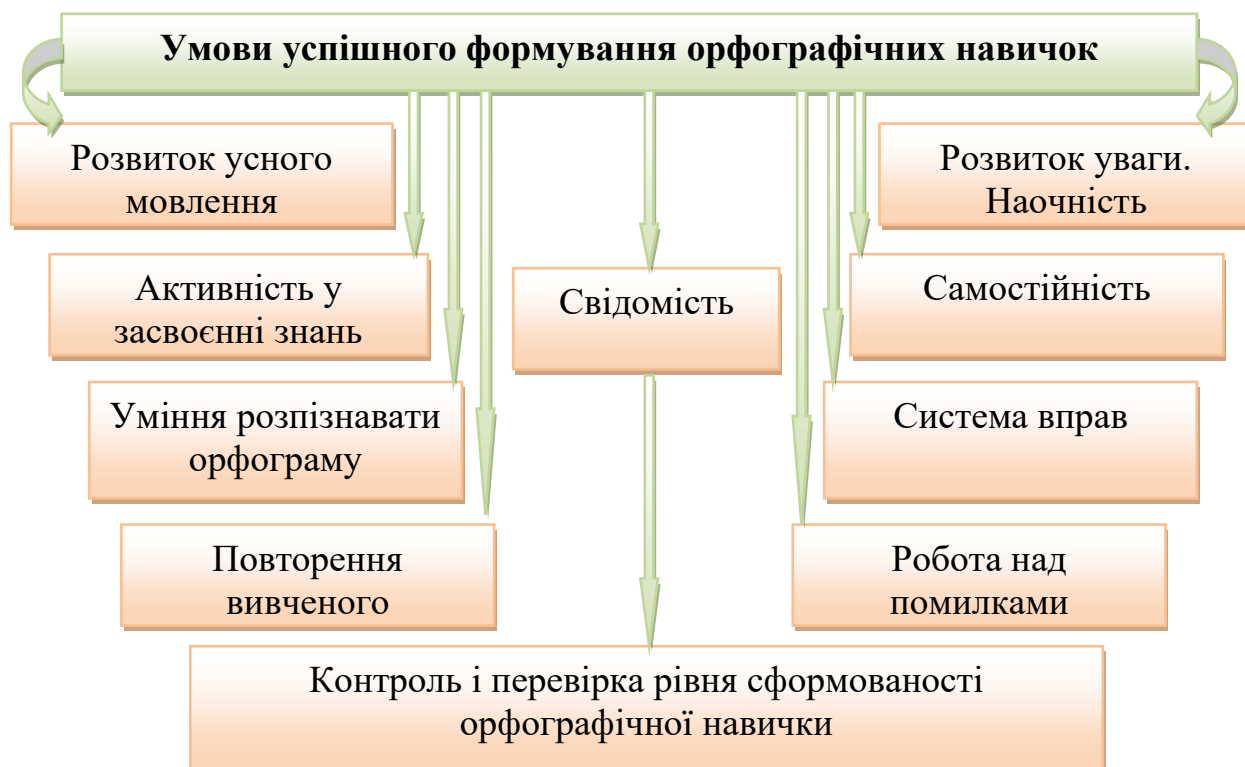 Умови успішного формування орфографічних навичок
Розвиток усного
мовлення
Розвиток уваги.
Наочність
Активність у
засвоєнні знань
Свідомість
Самостійність
Уміння розпізнавати
орфограму
Система вправ
Повторення
вивченого
Робота над
помилками
Контроль і перевірка рівня сформованості
орфографічної навички